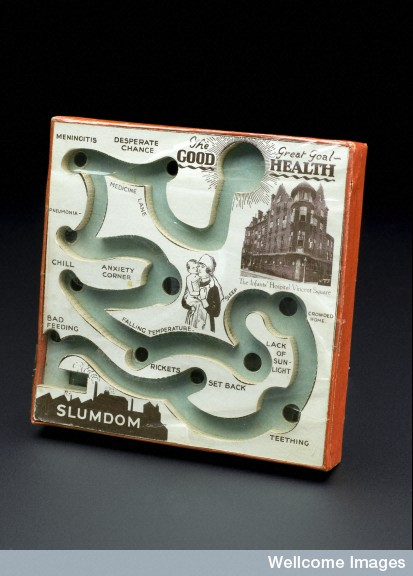 The
GOOD
Great Goal-
HEALTH
MENINGITIS
DESPERATE
CHANCE
MEDICINE LANE
PNEUMONIA
CHILL
ANXIETY
CORNER
The Infants' Hospital, Vincent Square
SLEEP
CROWDED
HOME
FALLING TEMPERATURE
BAD
FEEDING
LACK
OF
SUN-
LIGHT
RICKETS
SET BACK
TEETHING
SLUMDOM
Wellcome Images